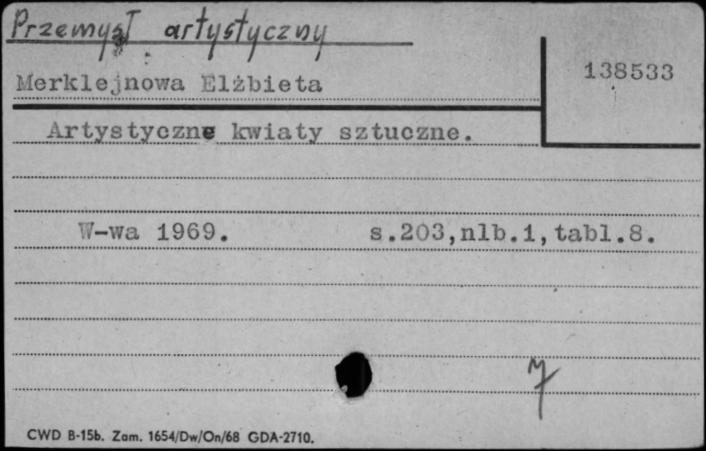 Przemysł artystyczny
138533
Merklejnowa Elżbieta
Artystyczne kwiaty sztuczne.
W-wa 1969. s.203,nlb.1,tabl.8.
CWD B-15b. Zam. 1654/Dw/On/68 GDA-2710.